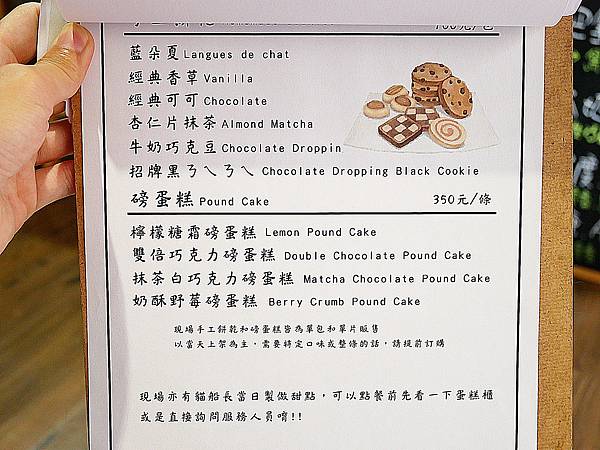 100元/包
藍朵夏 Langues de chat
經典香草 Vanilla
經典可可 Chocolate
杏仁片抹茶 Almond Matcha
牛奶巧克豆 Chocolate Droppin
招牌黑ㄋㄟㄋㄟ Chocolate Dropping Black Cookie
磅蛋糕 Pound Cake 350元/條
檸檬糖霜磅蛋糕 Lemon Pound Cake
雙倍巧克力磅蛋糕 Double Chocolate Pound Cake
抹茶白巧克力磅蛋糕 Matcha Chocolate Pound Cake
奶酥野莓磅蛋糕 Berry Crumb Pound Cake
現場手工餅乾和磅蛋糕皆為單包和單片販售
以當天上架為主，需要特定口味或整條的話，請提前訂購
現場亦有貓船長當日製做甜點，可以點餐前先看一下蛋糕櫃
或是直接詢問服務人員唷!!